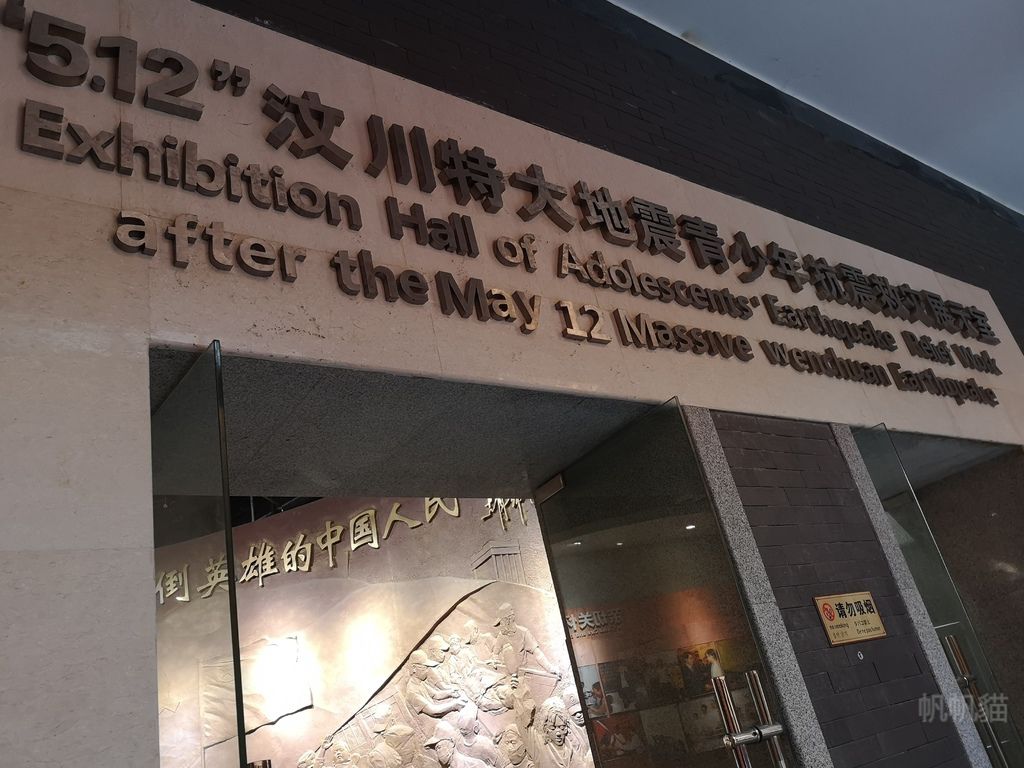 “5.12”汶川特大地震青少年抗震救灾展示室
Exhibition Hall of Adolescents' Earthquake Relief Work
after the May 12 Massive wenchuan Earthquake
倒英雄的中国人民
请勿吸烟
no smoking
帆帆貓